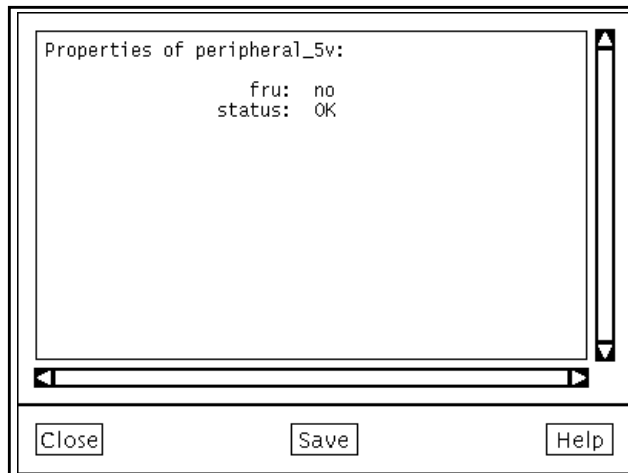 Properties of peripheral_5v:
fru: no
status: OK
Close Save Help